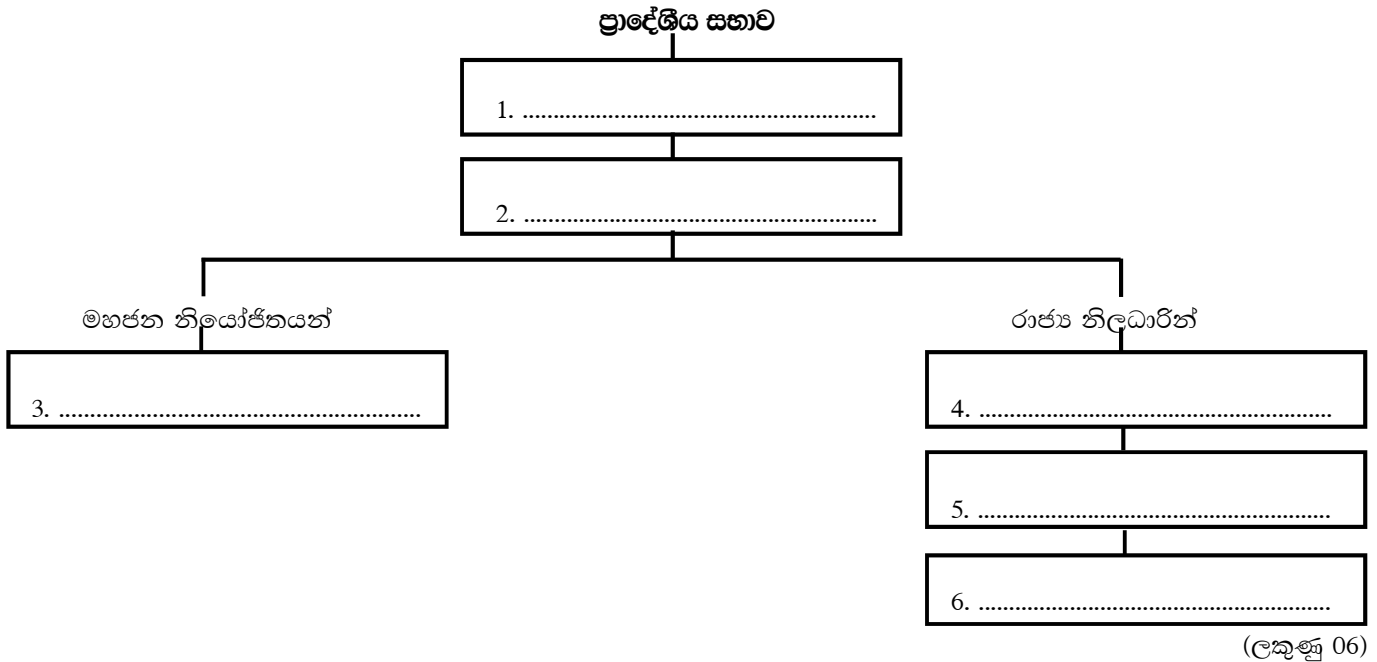 ප්‍රාදේශීය සභාව
1. ..........................................................
2. ..........................................................
මහජන නියෝජිතයන්
රාජ්‍ය නිලධාරින්
3. ..........................................................
4. ..........................................................
5. ..........................................................
6. ..........................................................
(ලකුණු 06)